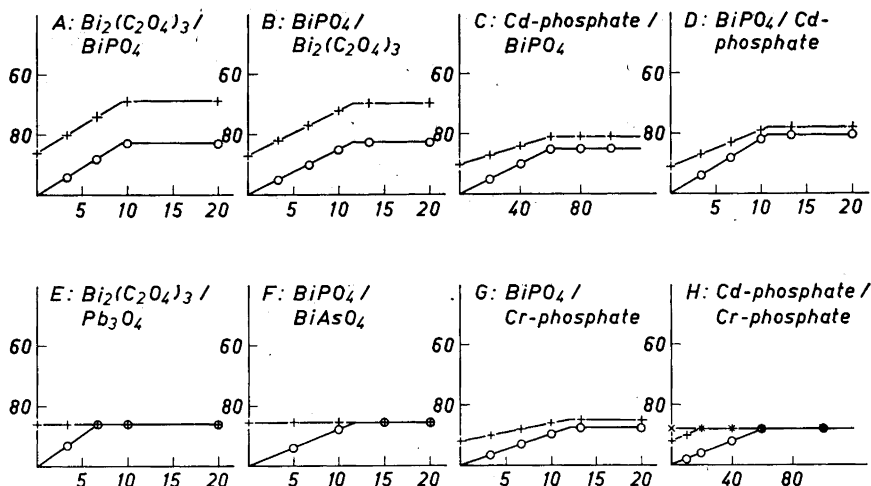 A: Bi2(C2O4)3/
BiPO4
B: BiPO4/
Bi2(C2O4)3
C: Cd-phosphate/
BiPO4
D: BiPO4/Cd-
phosphate
60
80
5 10 15 20
60
80
5 10 15 20
60
80
40 80
60
80
5 10 15 20
E: Bi2(C2O4)3/
Pb3O4
F: BiPO4/
BiAsO4
G: BiPO4/
Cr-phosphate
H: Cd-phosphate/
Cr-phosphate
60
80
5 10 15 20
60
80
5 10 15 20
60
80
5 10 15 20
60
80
40 80